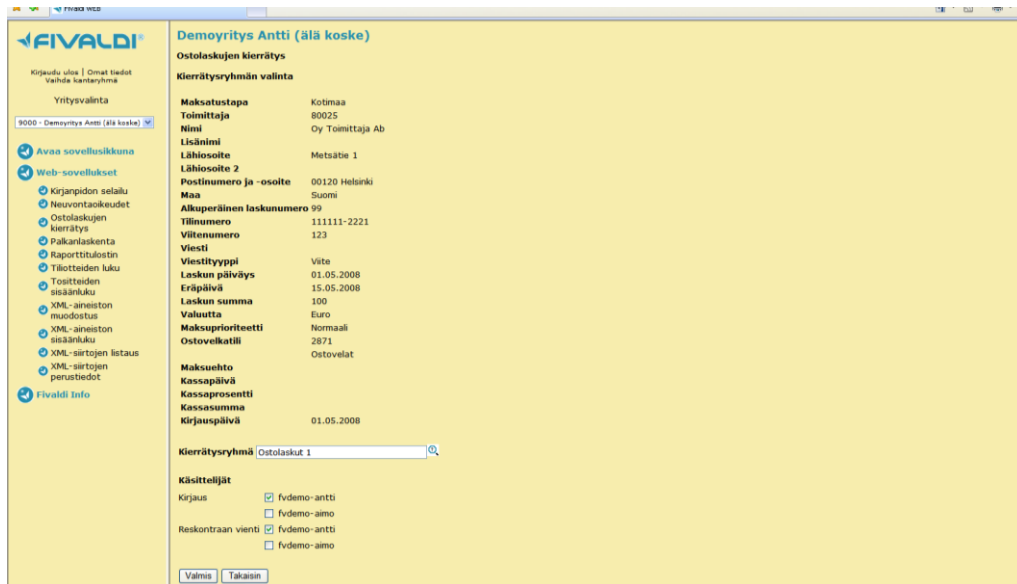 Fivaldi WEB
FIVALDI®
Kirjaudu ulos | Omat tiedot
Vaihda kantaryhmä
Yritysvalinta
9000 - Demoyritys Antti (älä koske)
Avaa sovellusikkuna
Web-sovellukset
Kirjanpidon selailu
Neuvontaoikeudet
Ostolaskujen
kierrätys
Palkanlaskenta
Raporttitulostin
Tiliotteiden luku
Tositteiden
sisäänluku
XML-aineiston
muodostus
XML-aineiston
sisäänluku
XML-siirtojen listaus
XML-siirtojen
perustiedot
Fivaldi Info
Demoyritys Antti (älä koske)
Ostolaskujen kierrätys
Kierrätysryhmän valinta
Maksatustapa Kotimaa
Toimittaja 80025
Nimi Oy Toimittaja Ab
Lisänimi
Lähiosoite Metsätie 1
Lähiosoite 2
Postinumero ja -osoite 00120 Helsinki
Maa Suomi
Alkuperäinen laskunumero 99
Tilinumero 111111-2221
Viitenumero 123
Viesti
Viestityyppi Viite
Laskun päiväys 01.05.2008
Eräpäivä 15.05.2008
Laskun summa 100
Valuutta Euro
Maksuprioriteetti Normaali
Ostovelkatili 2871
Ostovelat
Maksuehto
Kassapäivä
Kassaprosentti
Kassasumma
Kirjauspäivä 01.05.2008
Kierrätysryhmä Ostolaskut 1
Käsittelijät
Kirjaus fvdemo-antti
fvdemo-aimo
Reskontraan vienti fvdemo-antti
fvdemo-aimo
Valmis Takaisin